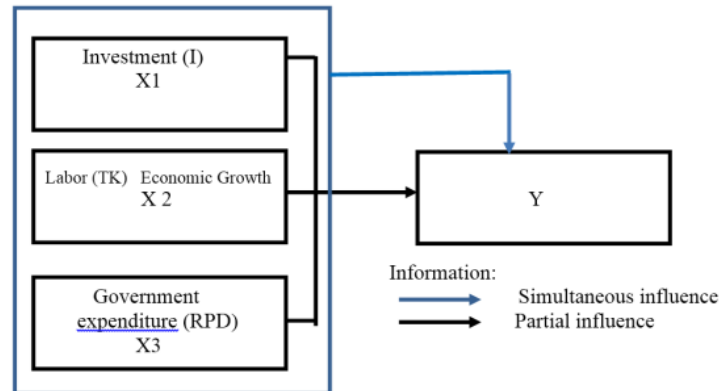 Investment (I)
X1
Labor (TK) Economic Growth
X 2
Government
expenditure (RPD)
X3
Y
Information:
Simultaneous influence
Partial influence